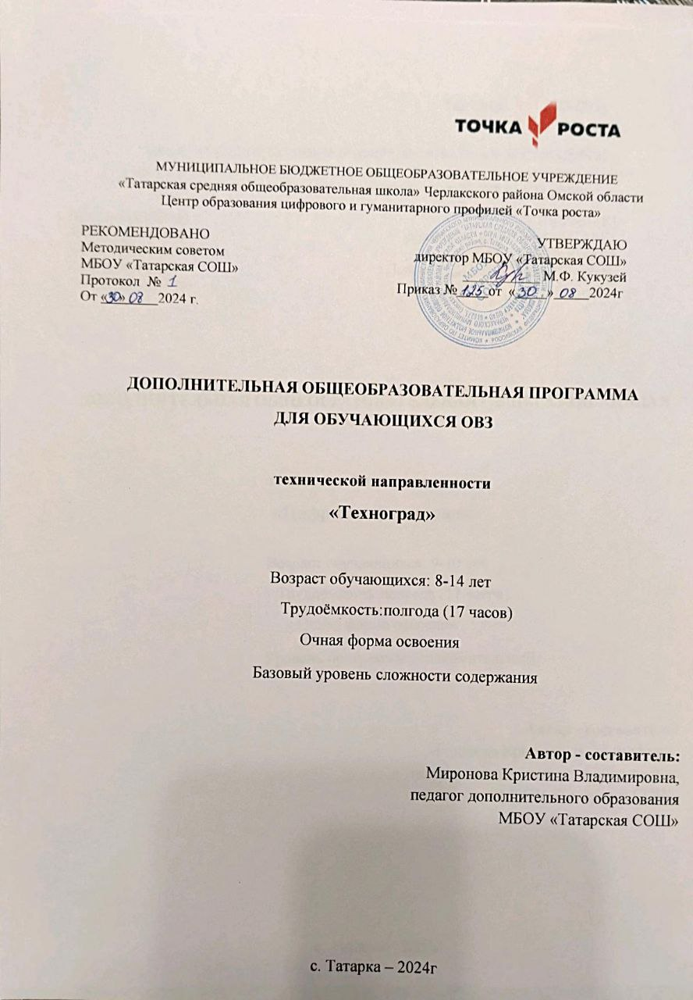 ТОЧКА РОСТА
МУНИЦИПАЛЬНОЕ БЮДЖЕТНОЕ ОБЩЕОБРАЗОВАТЕЛЬНОЕ УЧРЕЖДЕНИЕ
«Татарская средняя общеобразовательная школа» Черлакского района Омской области
Центр образования цифрового и гуманитарного профилей «Точка роста»
РЕКОМЕНДОВАНО
Методическим советом
МБОУ «Татарская СОШ»
Протокол № 1
От «30» 08 2024 г.
УТВЕРЖДАЮ
директор МБОУ «Татарская СОШ»
М.Ф. Кукузей
Приказ № 125 от «30» 08 2024г
ДОПОЛНИТЕЛЬНАЯ ОБЩЕОБРАЗОВАТЕЛЬНАЯ ПРОГРАММА
ДЛЯ ОБУЧАЮЩИХСЯ ОВЗ
технической направленности
«Техноград»
Возраст обучающихся: 8-14 лет
Трудоёмкость:полгода (17 часов)
Очная форма освоения
Базовый уровень сложности содержания
Автор - составитель:
Миронова Кристина Владимировна,
педагог дополнительного образования
МБОУ «Татарская СОШ»
с. Татарка – 2024г